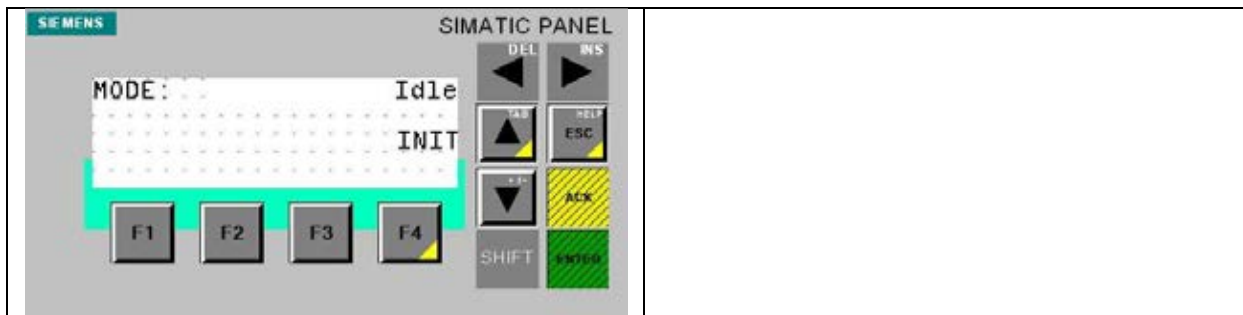 SIEMENS
SIMATIC PANEL
DEL
INS
MODE: Idle
TAB
HELP
ESC
INIT
+/-
ACK
F1
F2
F3
F4
SHIFT
ENTER